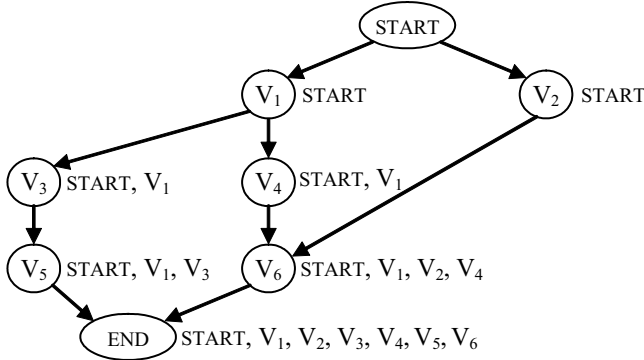 START
V₁ START V₂ START
V₃ START, V₁ V₄ START, V₁
V₅ START, V₁, V₃ V₆ START, V₁, V₂, V₄
END START, V₁, V₂, V₃, V₄, V₅, V₆